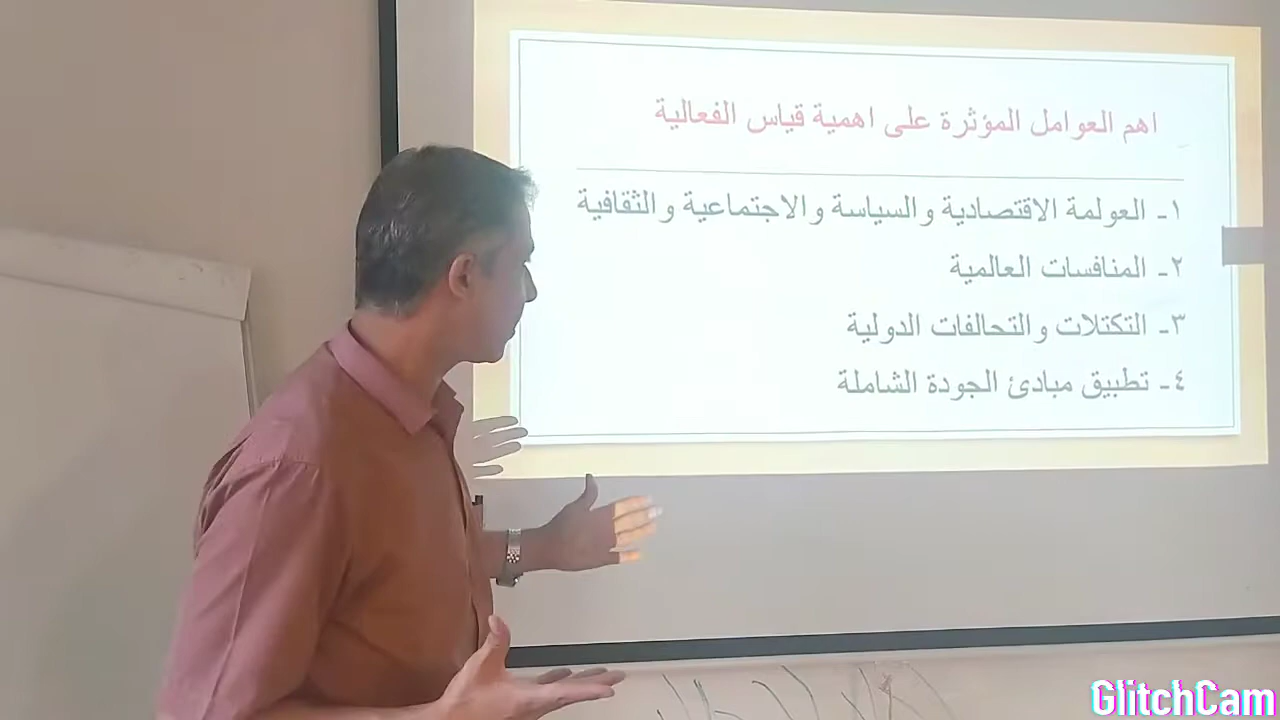 اهم العوامل المؤثرة على اهمية قياس الفعالية
١- العولمة الاقتصادية والسياسة والاجتماعية والثقافية
٢- المنافسات العالمية
٣- التكتلات والتحالفات الدولية
٤- تطبيق مبادئ الجودة الشاملة
GlitchCam